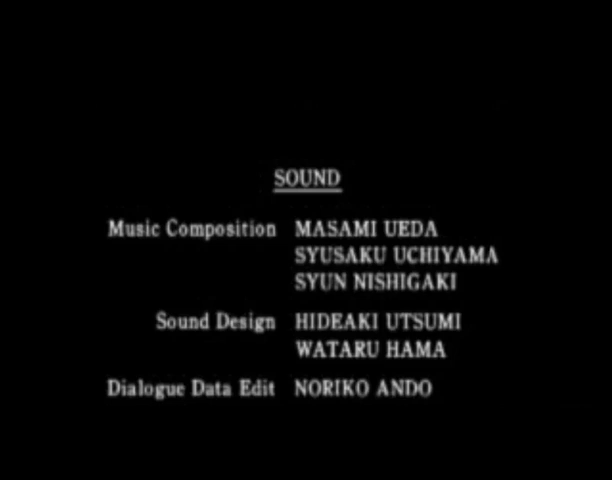 SOUND
Music Composition MASAMI UEDA
SYUSAKU UCHIYAMA
SYUN NISHIGAKI
Sound Design HIDEAKI UTSUMI
WATARU HAMA
Dialogue Data Edit NORIKO ANDO